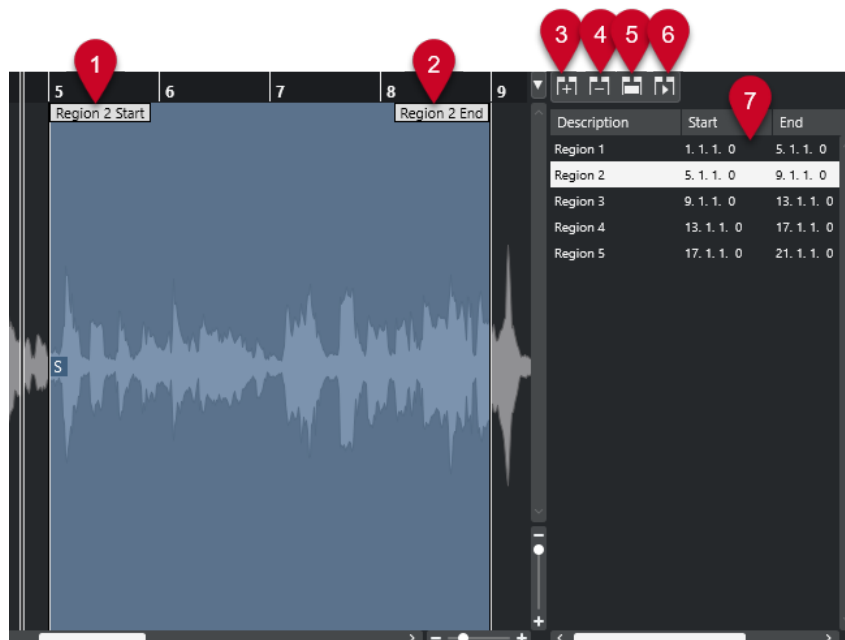 1
2
3 4 5 6
7
5 6 7 8 9
Region 2 Start Region 2 End
S
Description Start End
Region 1 1. 1. 1. 0 5. 1. 1. 0
Region 2 5. 1. 1. 0 9. 1. 1. 0
Region 3 9. 1. 1. 0 13. 1. 1. 0
Region 4 13. 1. 1. 0 17. 1. 1. 0
Region 5 17. 1. 1. 0 21. 1. 1. 0